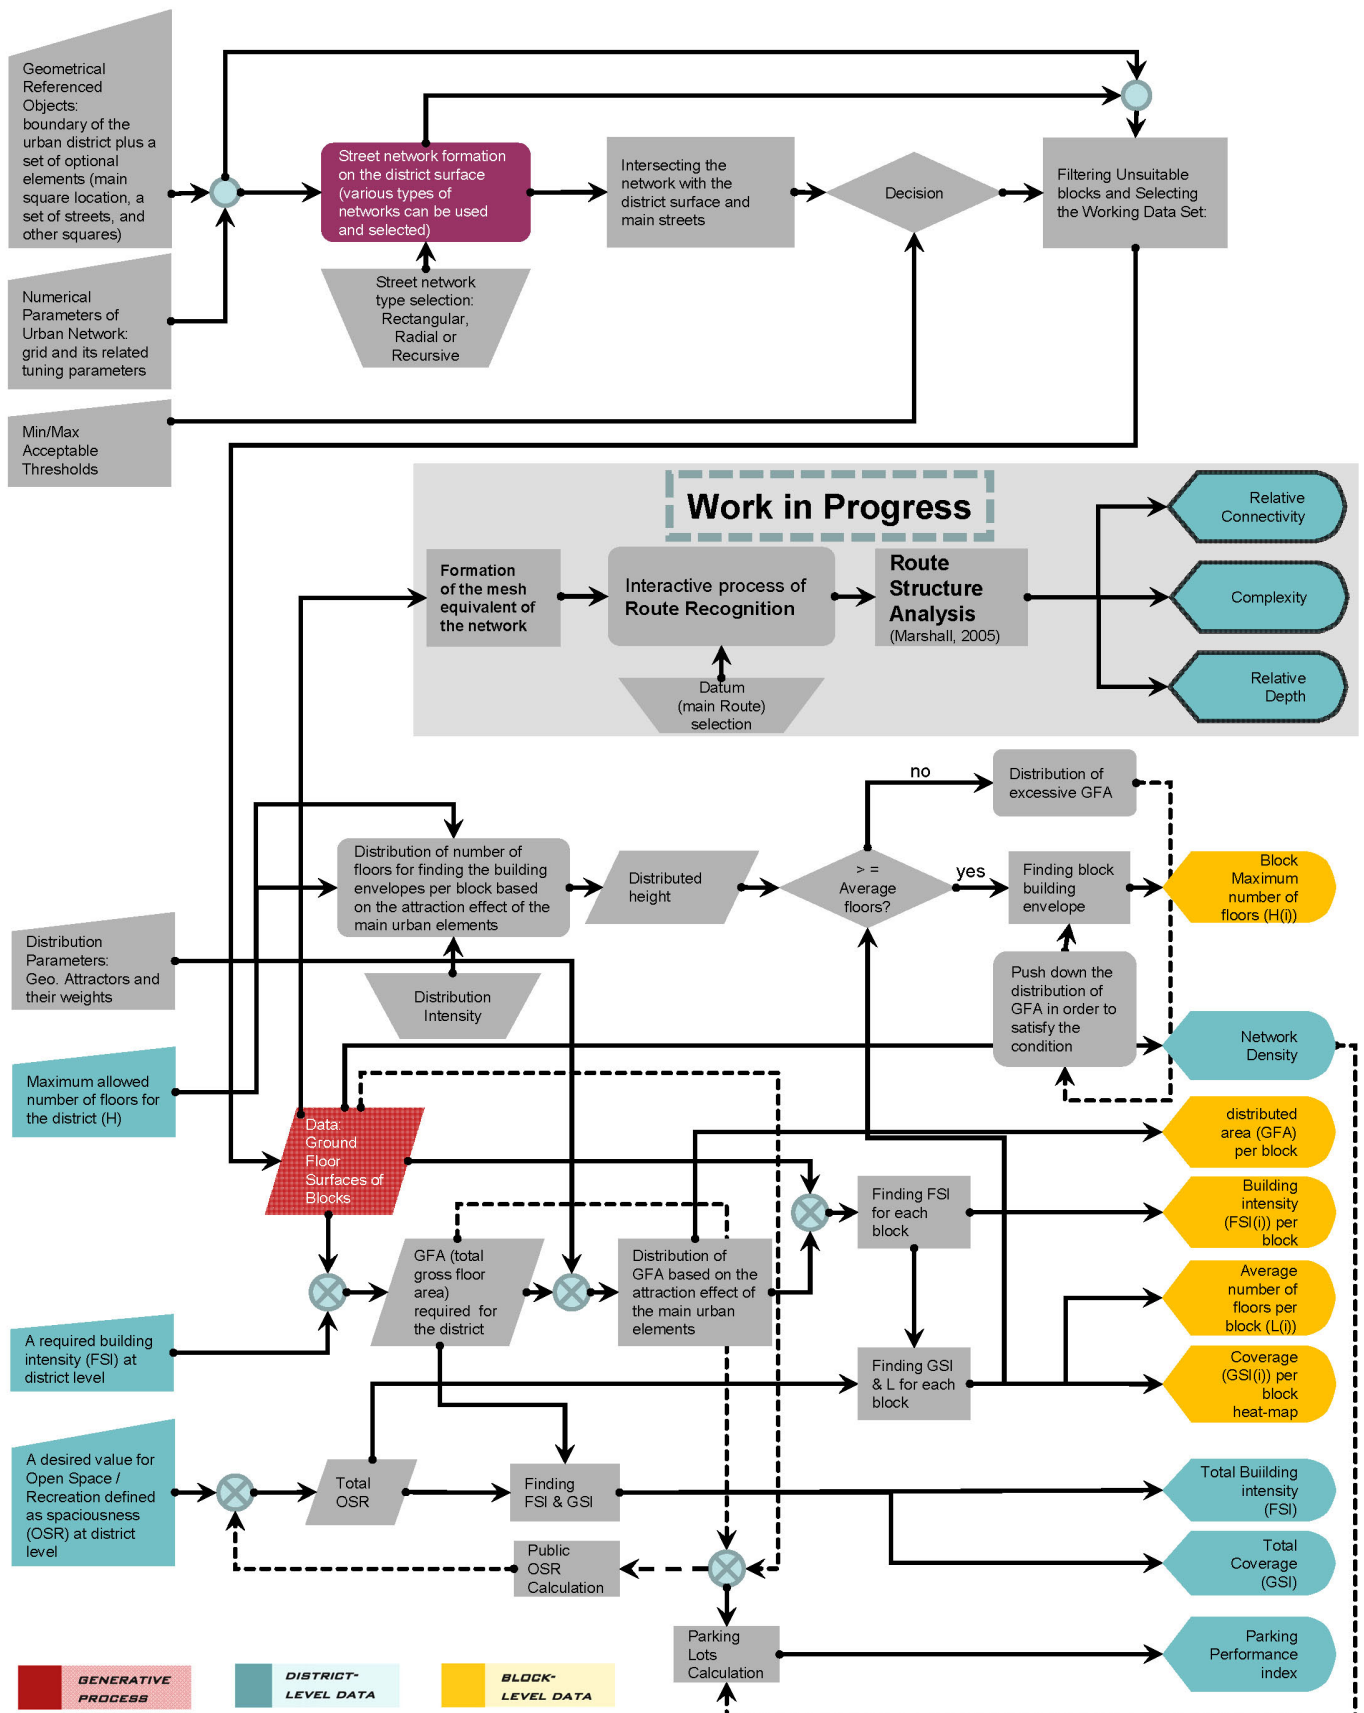 Geometrical
Referenced
Objects:
boundary of the
urban district plus a
set of optional
elements (main
square location, a
set of streets, and
other squares)
Street network formation
on the district surface
(various types of
networks can be used
and selected)
Intersecting the
network with the
district surface and
main streets
Decision
Filtering Unsuitable
blocks and Selecting
the Working Data Set:
Numerical
Parameters of
Urban Network:
grid and its related
tuning parameters
Street network
type selection:
Rectangular,
Radial or
Recursive
Min/Max
Acceptable
Thresholds
Work in Progress
Formation
of the mesh
equivalent of
the network
Interactive process of
Route Recognition
Route
Structure
Analysis
(Marshall, 2005)
Relative
Connectivity
Complexity
Relative
Depth
Datum
(main Route)
selection
no
Distribution of
excessive GFA
Distribution of number of
floors for finding the building
envelopes per block based
on the attraction effect of the
main urban elements
Distributed
height
> =
Average
floors?
yes
Finding block
building
envelope
Block
Maximum
number of
floors (H(i))
Distribution
Parameters:
Geo. Attractors and
their weights
Distribution
Intensity
Push down the
distribution of
GFA in order to
satisfy the
condition
Network
Density
Maximum allowed
number of floors for
the district (H)
Data:
Ground
Floor
Surfaces of
Blocks
distributed
area (GFA)
per block
Finding FSI
for each
block
Building
intensity
(FSI(i)) per
block
GFA (total
gross floor
area)
required for
the district
Distribution of
GFA based on the
attraction effect of
the main urban
elements
Average
number of
floors per
block (L(i))
A required building
intensity (FSI) at
district level
Finding GSI
& L for each
block
Coverage
(GSI(i)) per
block
heat-map
A desired value for
Open Space /
Recreation defined
as spaciousness
(OSR) at district
level
Total
OSR
Finding
FSI & GSI
Total Buiilding
intensity
(FSI)
Public
OSR
Calculation
Total
Coverage
(GSI)
Parking
Lots
Calculation
Parking
Performance
index
GENERATIVE
PROCESS
DISTRICT-
LEVEL DATA
BLOCK-
LEVEL DATA